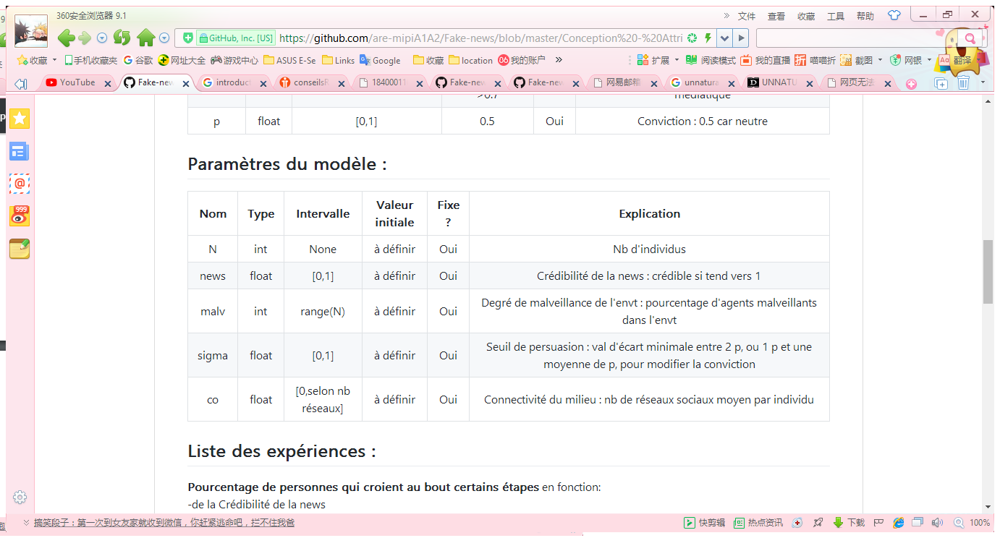 360安全浏览器 9.1
» 文件 查看 收藏 工具 帮助
GitHub, Inc. [US] https://github.com/are-mipiA1A2/Fake-news/blob/master/Conception%20-%20Attri
收藏 手机收藏夹 谷歌 网址大全 游戏中心 ASUS E-Se Links Google 收藏 location 我的账户 » 扩展 阅读模式 我的直播 喵喵折 截图 网银 翻译
YouTube Fake-new introduct conseilsR 18400011 Fake-new Fake-new 网易邮箱 unnatura UNNATU 网页无法
>0.7 médiatique
p float [0,1] 0.5 Oui Conviction : 0.5 car neutre
Paramètres du modèle :
Nom Type Intervalle Valeur initiale Fixe ? Explication
N int None à définir Oui Nb d'individus
news float [0,1] à définir Oui Crédibilité de la news : crédible si tend vers 1
malv int range(N) à définir Oui Degré de malveillance de l'envt : pourcentage d'agents malveillants
dans l'envt
sigma float [0,1] à définir Oui Seuil de persuasion : val d'écart minimale entre 2 p, ou 1 p et une
moyenne de p, pour modifier la conviction
co float [0,selon nb réseaux] à définir Oui Connectivité du milieu : nb de réseaux sociaux moyen par individu
Liste des expériences :
Pourcentage de personnes qui croient au bout certains étapes en fonction:
-de la Crédibilité de la news
搞笑段子：第一次到女友家就收到微信，你赶紧逃命吧，拦不住我爸
快剪辑 热点资讯 下载 100%